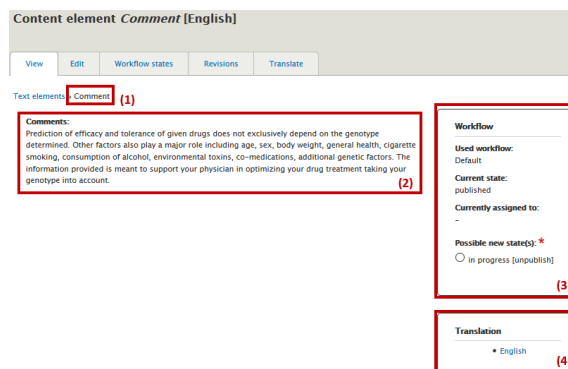 Content element Comment [English]
View Edit Workflow states Revisions Translate
Text elements » Comment (1)
Comments:
Prediction of efficacy and tolerance of given drugs does not exclusively depend on the genotype
determined. Other factors also play a major role including age, sex, body weight, general health, cigarette
smoking, consumption of alcohol, environmental toxins, co-medications, additional genetic factors. The
information provided is meant to support your physician in optimizing your drug treatment taking your
genotype into account.
(2)
Workflow
Used workflow:
Default
Current state:
published
Currently assigned to:
–
Possible new state(s): *
in progress [unpublish]
(3
Translation
• English
(4